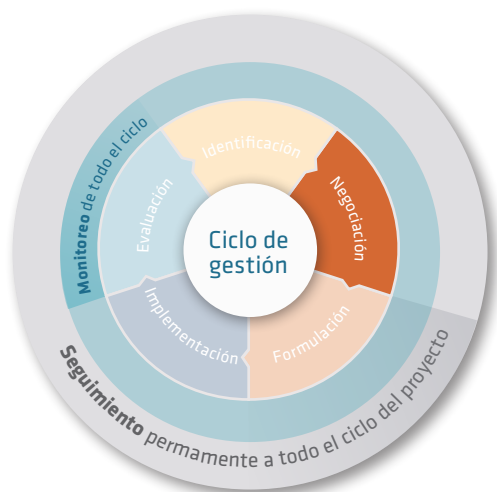 Identificación
Negociación
Formulación
Implementación
Evaluación
Ciclo de
gestión
Monitoreo de todo el ciclo
Seguimiento permamente a todo el ciclo del proyecto